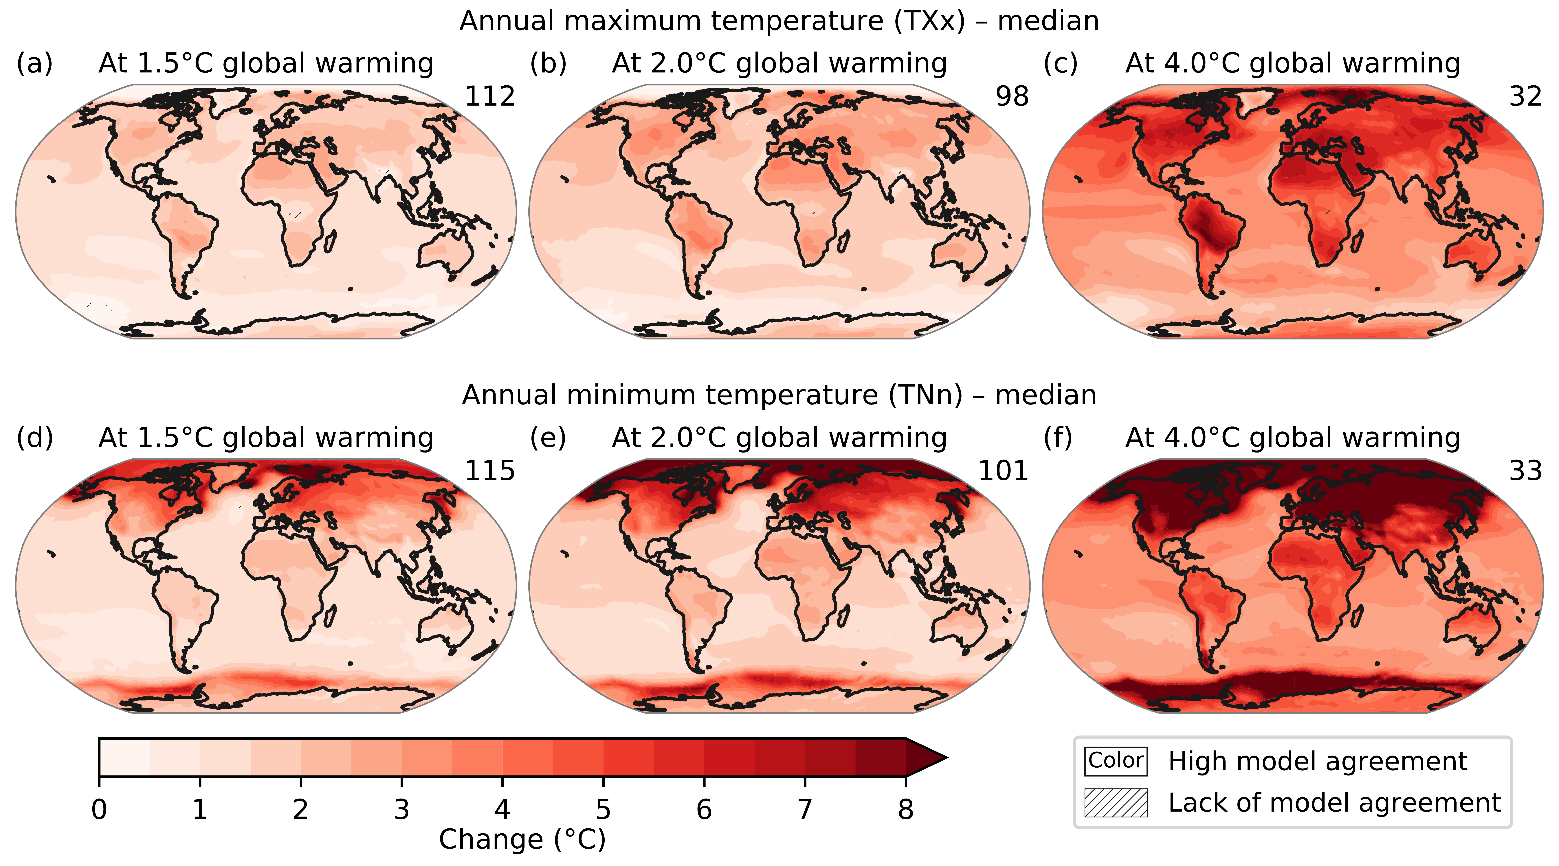 Annual maximum temperature (TXx) – median
(a) At 1.5°C global warming
112
(b) At 2.0°C global warming
98
(c) At 4.0°C global warming
32
Annual minimum temperature (TNn) – median
(d) At 1.5°C global warming
115
(e) At 2.0°C global warming
101
(f) At 4.0°C global warming
33
0 1 2 3 4 5 6 7 8
Change (°C)
Color High model agreement
Lack of model agreement